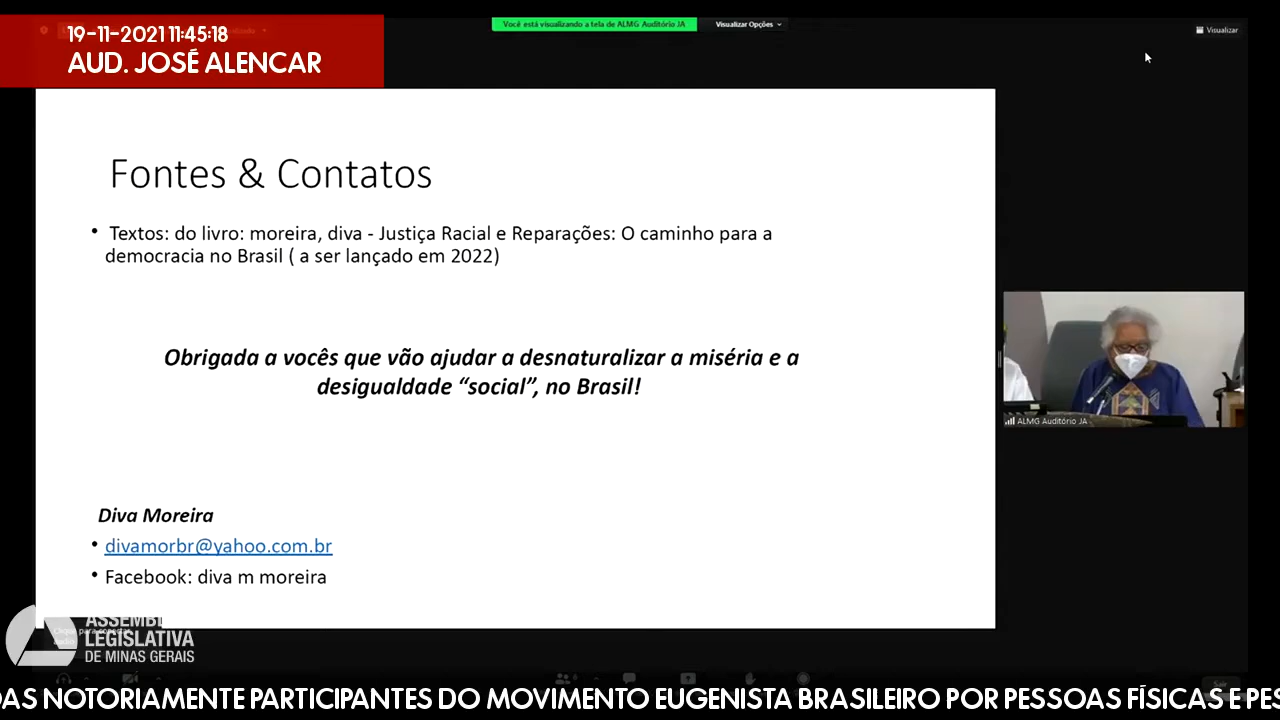 19-11-2021 11:45:18
AUD. JOSÉ ALENCAR
Você está visualizando a tela de ALMG Auditório JA
Visualizar Opções
Visualizar
Fontes & Contatos
• Textos: do livro: moreira, diva - Justiça Racial e Reparações: O caminho para a
democracia no Brasil ( a ser lançado em 2022)
Obrigada a vocês que vão ajudar a desnaturalizar a miséria e a
desigualdade “social”, no Brasil!
ALMG Auditório JA
Diva Moreira
• divamorbr@yahoo.com.br
• Facebook: diva m moreira
ASSEMBL
LEGISLATIVA
DE MINAS GERAIS
Sair
DAS NOTORIAMENTE PARTICIPANTES DO MOVIMENTO EUGENISTA BRASILEIRO POR PESSOAS FÍSICAS E PES